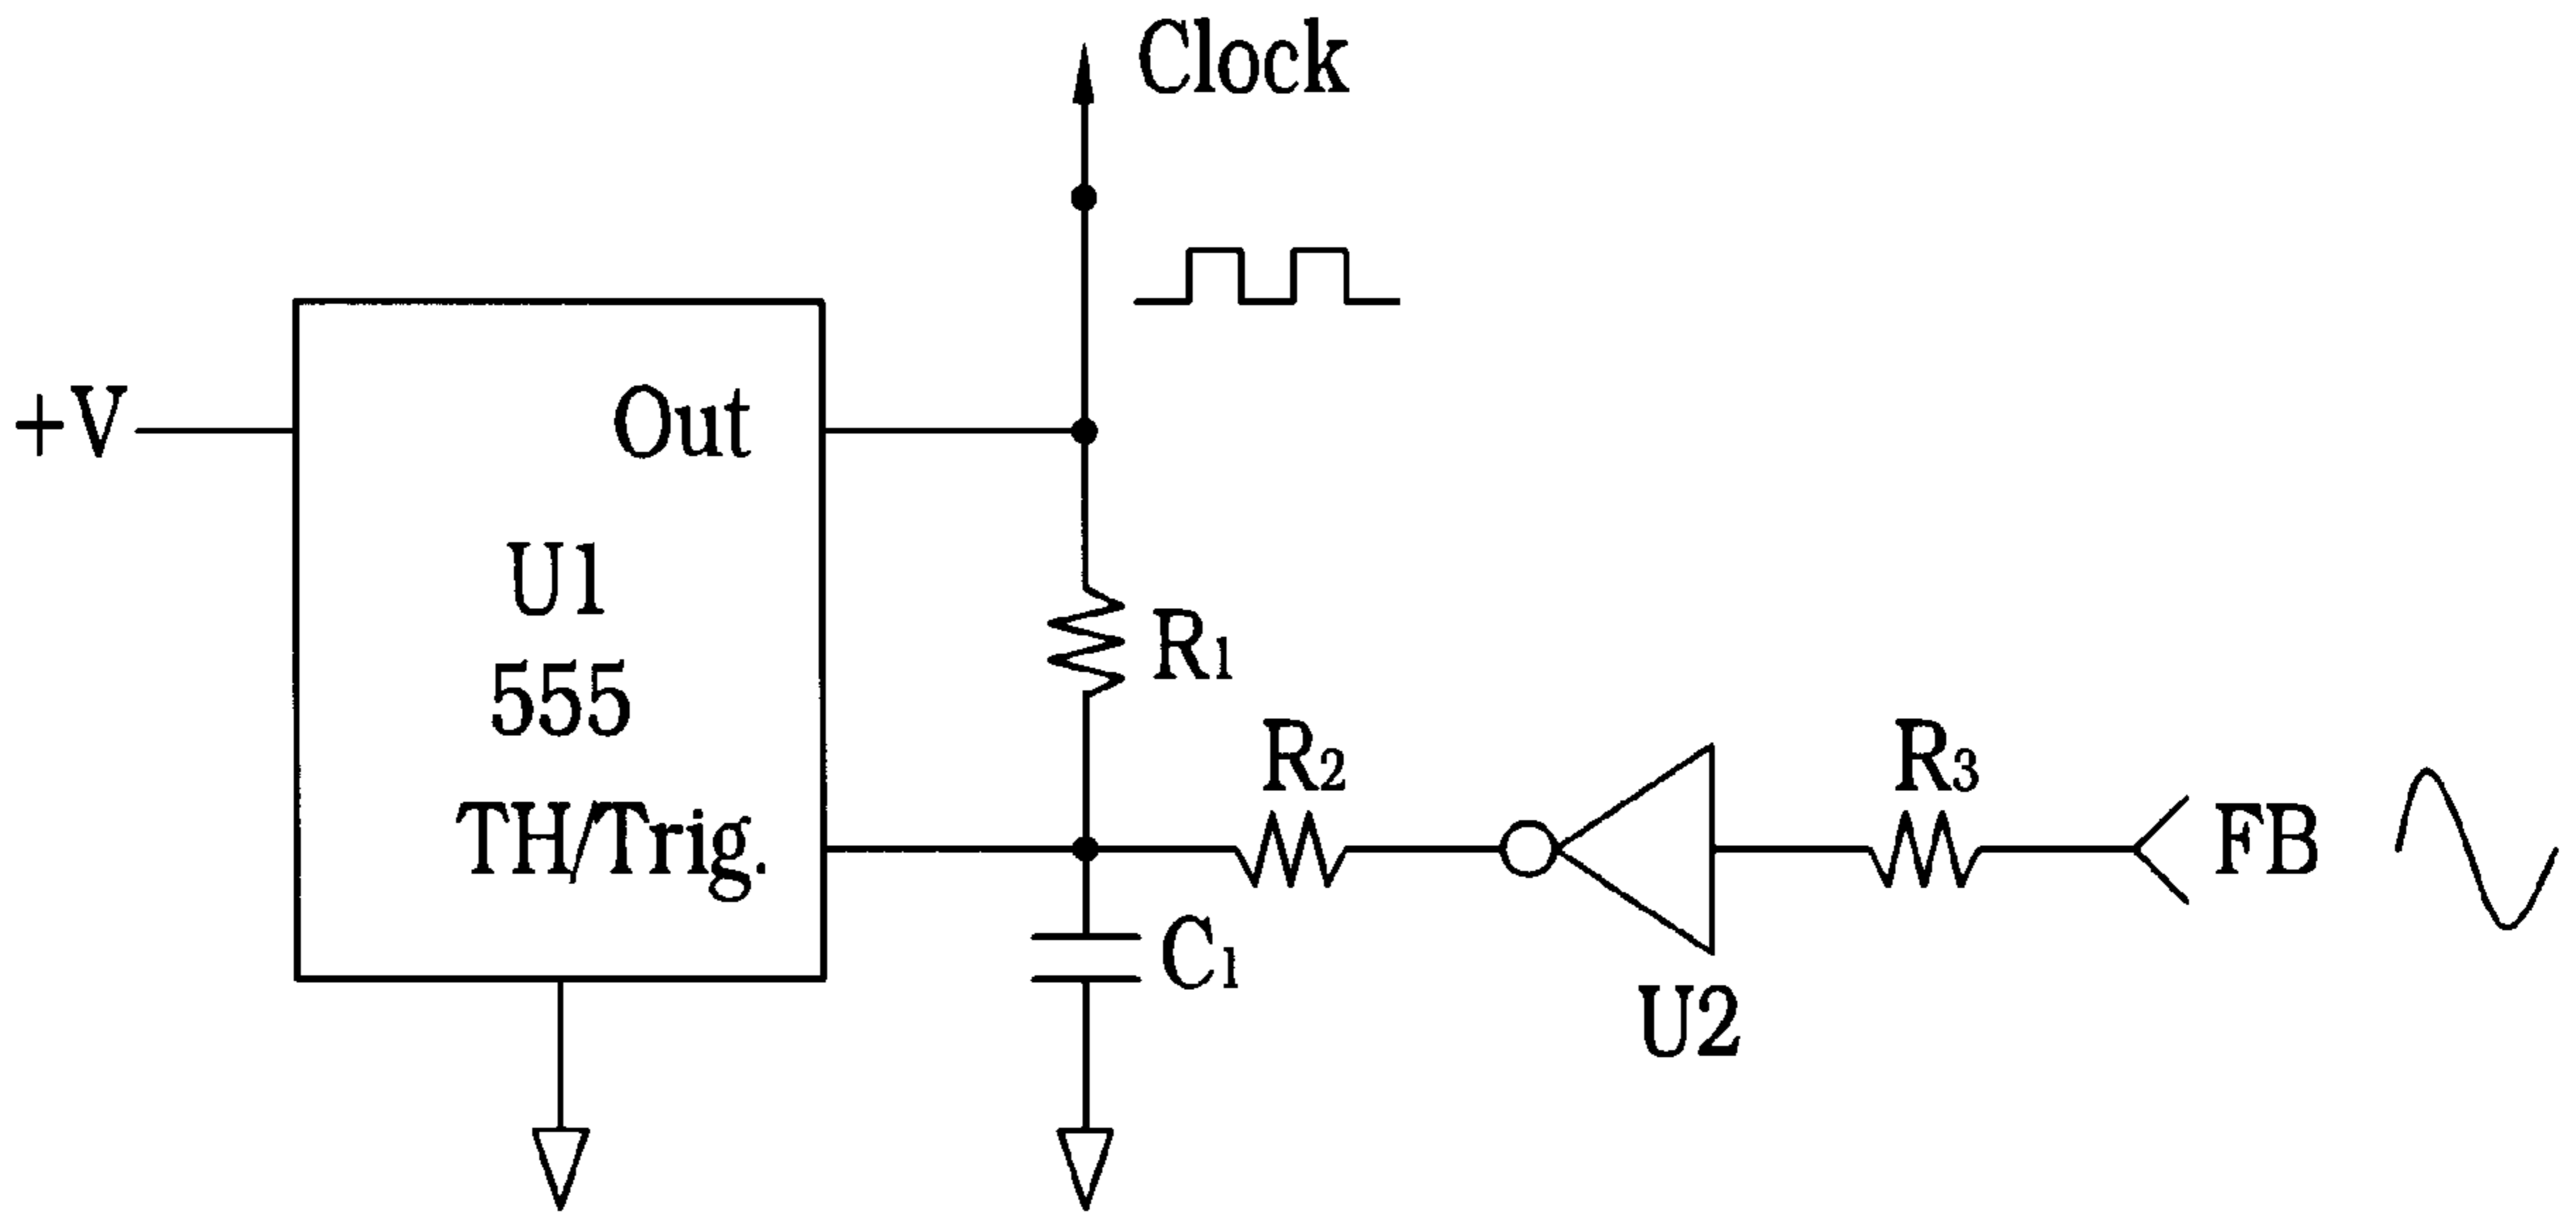 Clock
+V
Out
U1
555
TH/Trig.
R1
R2
R3
FB
C1
U2